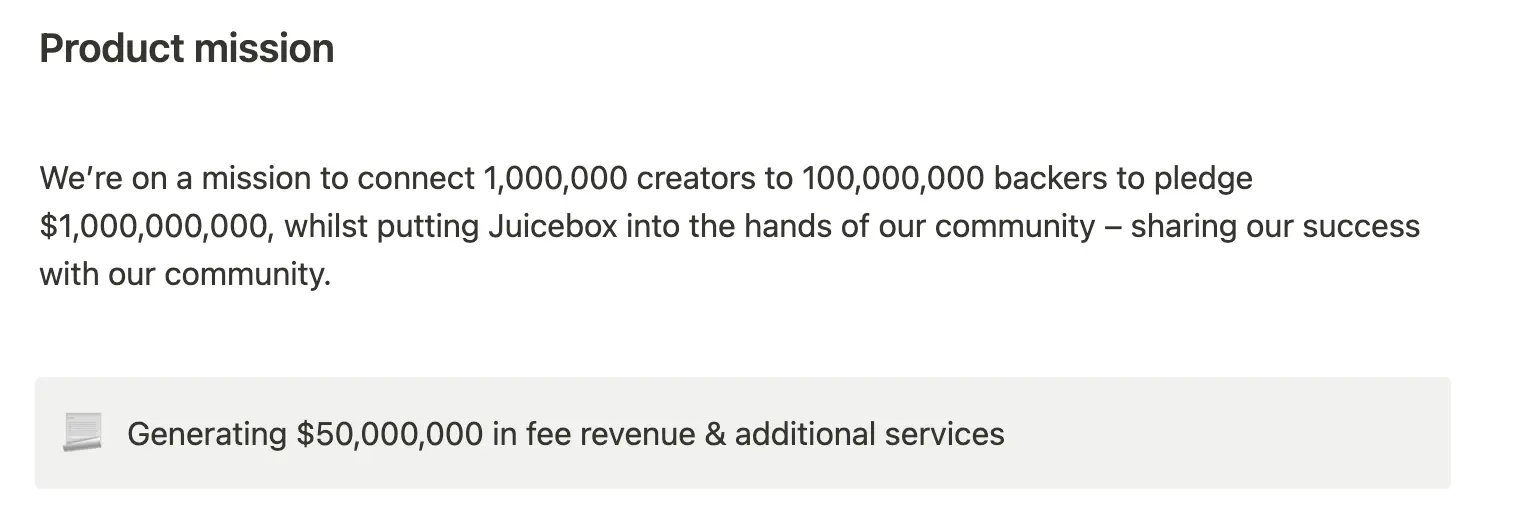 Product mission
We’re on a mission to connect 1,000,000 creators to 100,000,000 backers to pledge
$1,000,000,000, whilst putting Juicebox into the hands of our community – sharing our success
with our community.
Generating $50,000,000 in fee revenue & additional services